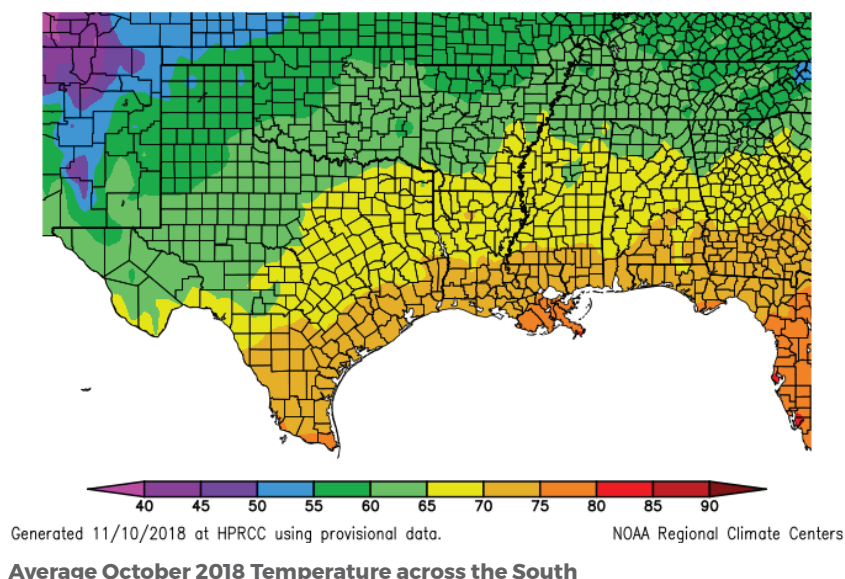 40 45 50 55 60 65 70 75 80 85 90
Generated 11/10/2018 at HPRCC using provisional data. NOAA Regional Climate Centers
Average October 2018 Temperature across the South